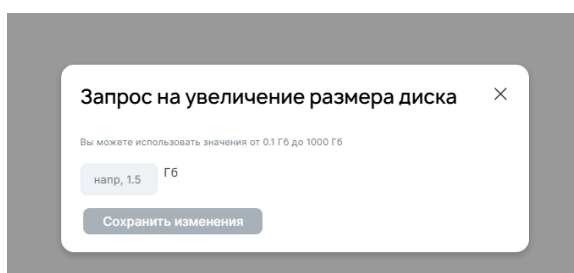 Запрос на увеличение размера диска
Вы можете использовать значения от 0.1 Гб до 1000 Гб
напр, 1.5 Гб
Сохранить изменения